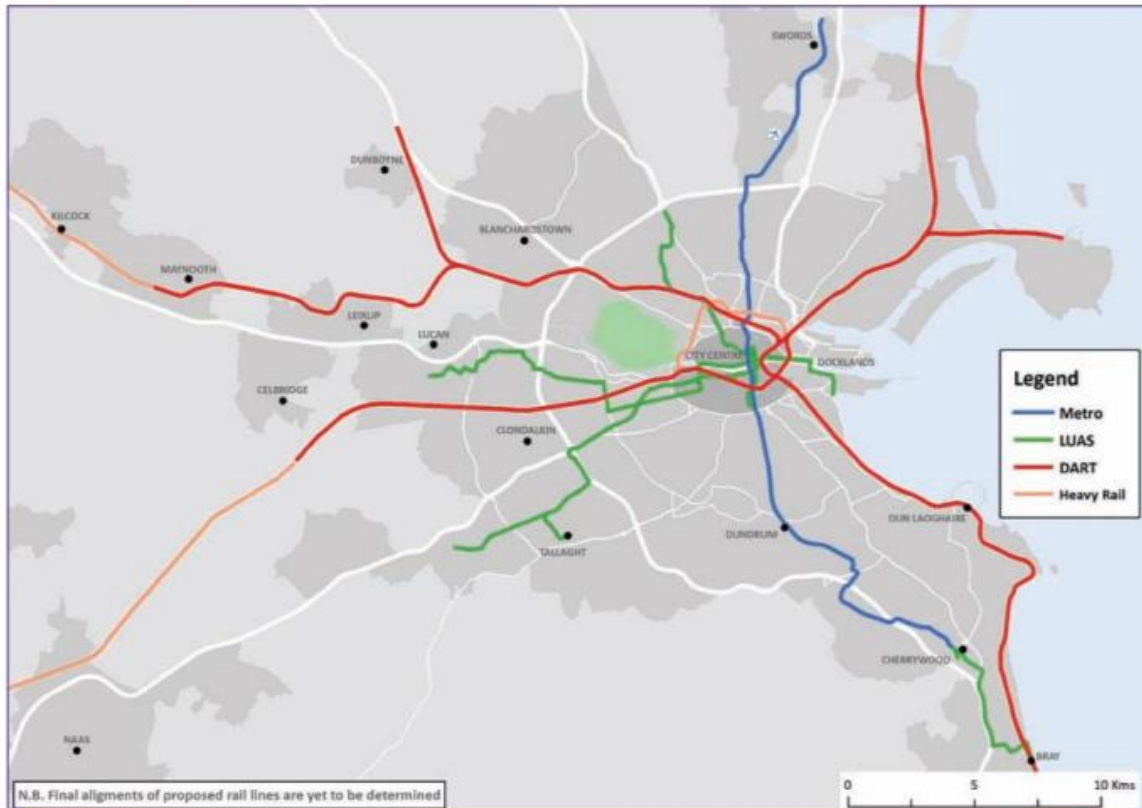 SWORDS
DUNBOYNE
KILCOCK
BLANCHARDSTOWN
MAYNOOTH
LEIXLIP
LUCAN
CITY CENTRE
DOCKLANDS
CELBRIDGE
CLONDALKIN
Legend
Metro
LUAS
DART
Heavy Rail
DUN LAOGHAIRE
DUNDRUM
TALLAGHT
CHERRYWOOD
NAAS
BRAY
0 5 10 Kms
N.B. Final aligments of proposed rail lines are yet to be determined